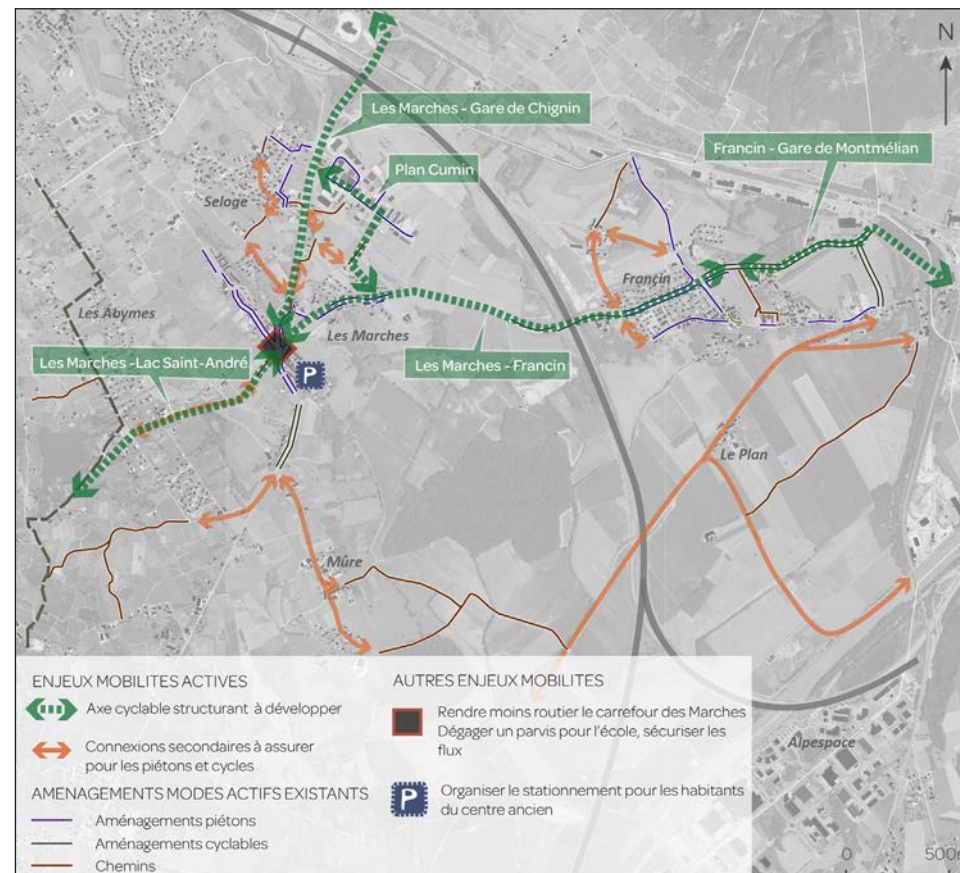 N
Les Marches - Gare de Chignin
Francin - Gare de Montmélian
Plan Cumin
Seloge
Francin
Les Abymes
Les Marches
Les Marches -Lac Saint-André
Les Marches - Francin
P
Le Plan
Mûre
ENJEUX MOBILITES ACTIVES
Axe cyclable structurant à développer
Connexions secondaires à assurer
pour les piétons et cycles
AMENAGEMENTS MODES ACTIFS EXISTANTS
Aménagements piétons
Aménagements cyclables
Chemins
AUTRES ENJEUX MOBILITES
Rendre moins routier le carrefour des Marches
Dégager un parvis pour l'école, sécuriser les
flux
P
Organiser le stationnement pour les habitants
du centre ancien
Alpespace
0
500